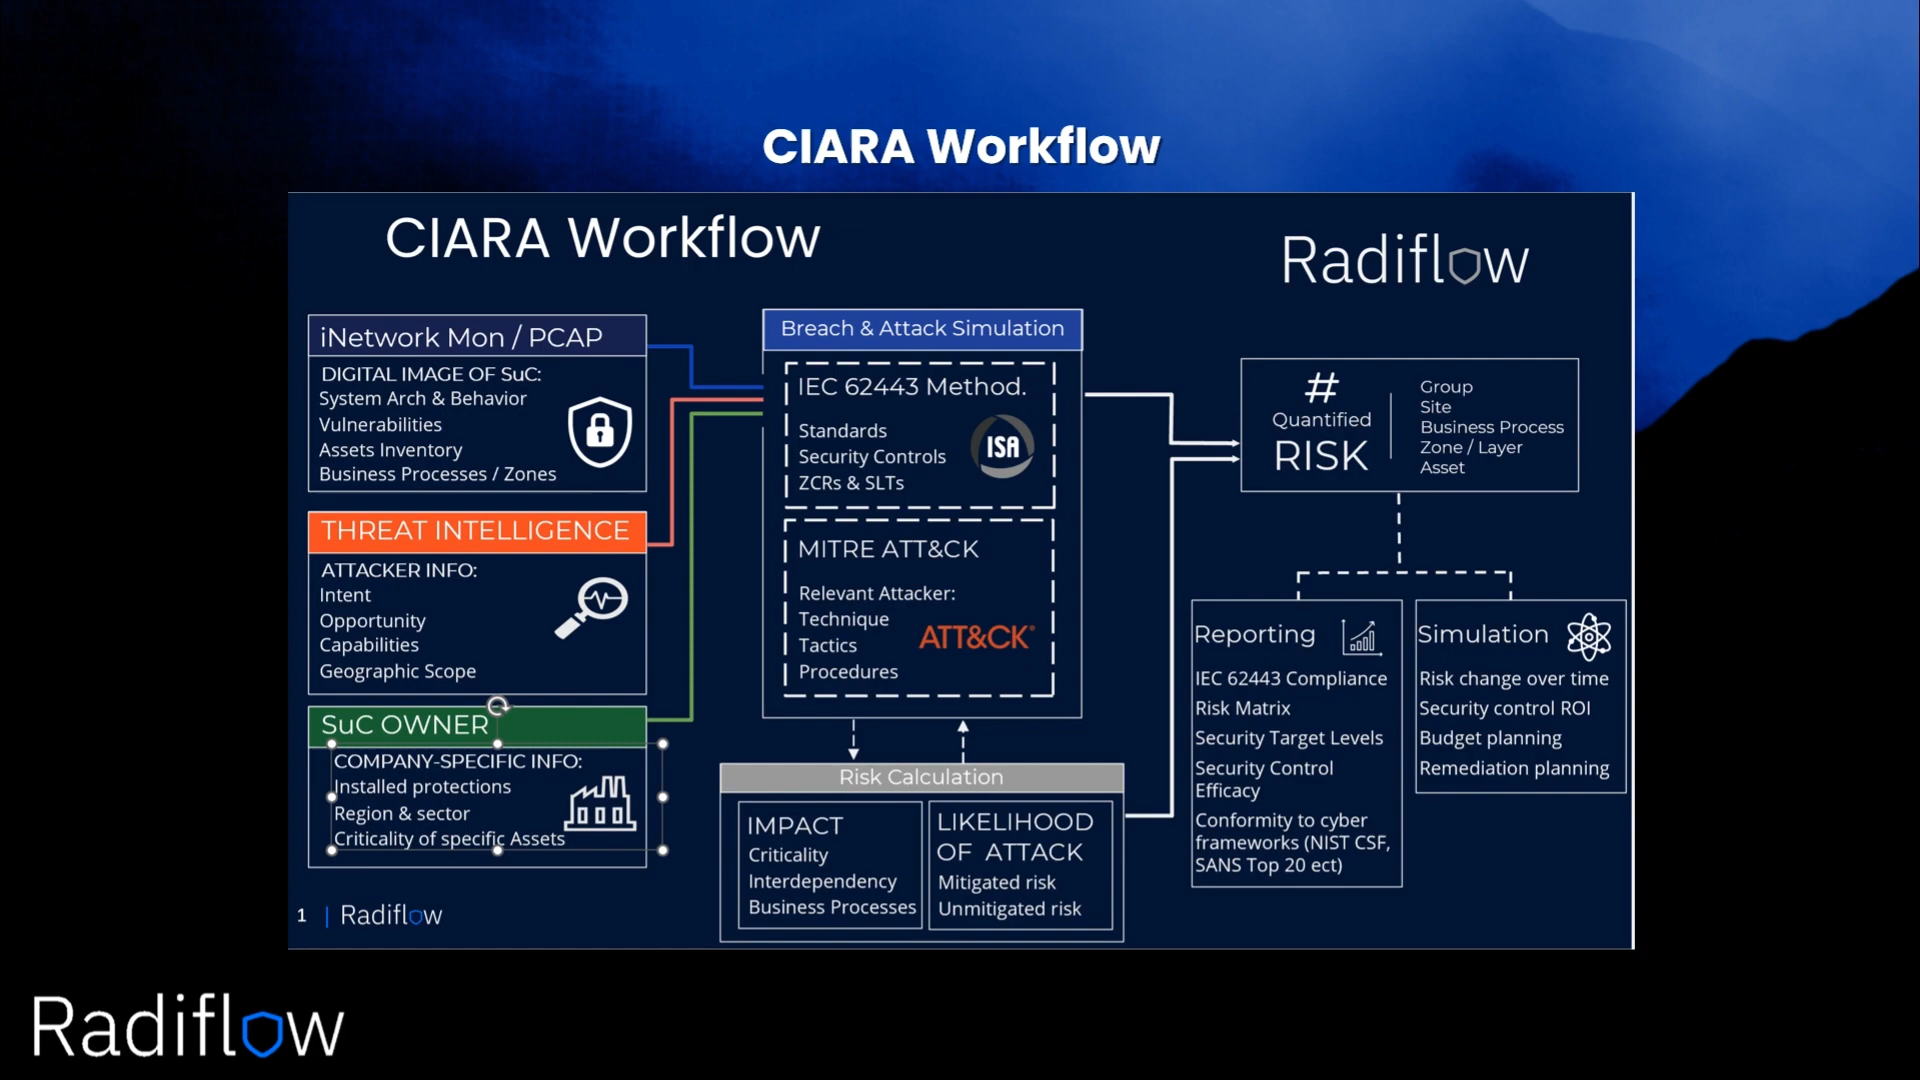 CIARA Workflow
CIARA Workflow
Radiflow
iNetwork Mon / PCAP
DIGITAL IMAGE OF SuC:
System Arch & Behavior
Vulnerabilities
Assets Inventory
Business Processes / Zones
THREAT INTELLIGENCE
ATTACKER INFO:
Intent
Opportunity
Capabilities
Geographic Scope
SuC OWNER
COMPANY-SPECIFIC INFO:
Installed protections
Region & sector
Criticality of specific Assets
Breach & Attack Simulation
IEC 62443 Method.
Standards
Security Controls
ZCRs & SLTs
ISA
MITRE ATT&CK
Relevant Attacker:
Technique
Tactics
Procedures
ATT&CK®
Risk Calculation
IMPACT
Criticality
Interdependency
Business Processes
LIKELIHOOD
OF ATTACK
Mitigated risk
Unmitigated risk
#
Quantified
RISK
Group
Site
Business Process
Zone / Layer
Asset
Reporting
IEC 62443 Compliance
Risk Matrix
Security Target Levels
Security Control
Efficacy
Conformity to cyber
frameworks (NIST CSF,
SANS Top 20 ect)
Simulation
Risk change over time
Security control ROI
Budget planning
Remediation planning
1 | Radiflow
Radiflow